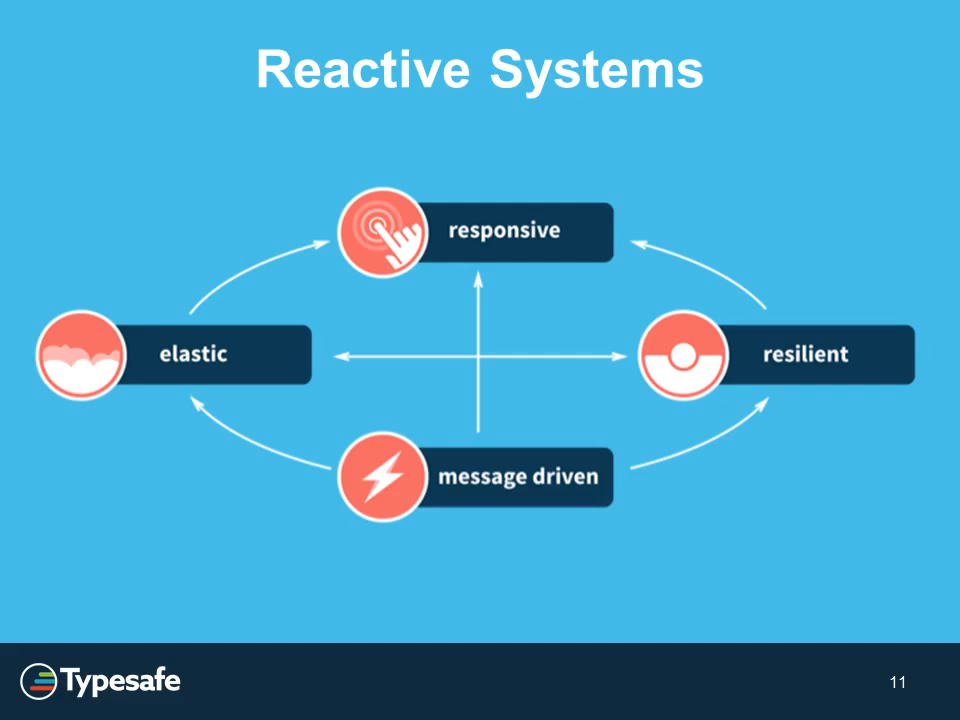 Reactive Systems
responsive
elastic
resilient
message driven
Typesafe
11